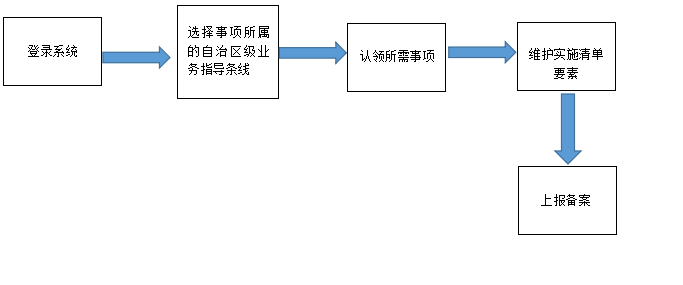 登录系统
选择事项所属
的自治区级业
务指导条线
认领所需事项
维护实施清单
要素
上报备案